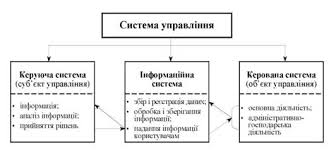 Система управління
Керуюча система
(суб'єкт управління)
• інформація;
• аналіз інформації;
• прийняття рішень
Інформаційна
система
• збір і реєстрація даних;
• обробка і зберігання
інформації;
• надання інформації
користувачам
Керована система
(об'єкт управління)
• основна діяльність;
• адміністративно-
господарська
діяльність